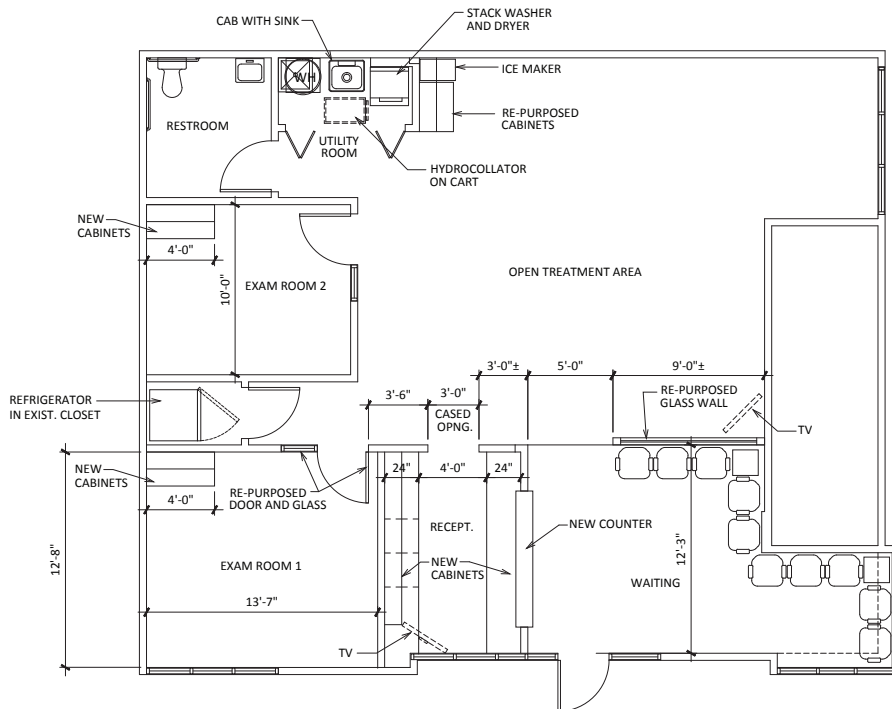 CAB WITH SINK
STACK WASHER
AND DRYER
ICE MAKER
WH
RE-PURPOSED
CABINETS
RESTROOM
UTILITY
ROOM
HYDROCOLLATOR
ON CART
NEW
CABINETS
4'-0"
10'-0"
EXAM ROOM 2
OPEN TREATMENT AREA
3'-0"±
5'-0"
9'-0"±
REFRIGERATOR
IN EXIST. CLOSET
3'-6"
3'-0"
CASED
OPNG.
RE-PURPOSED
GLASS WALL
TV
NEW
CABINETS
4'-0"
RE-PURPOSED
DOOR AND GLASS
24"
4'-0"
24"
RECEPT.
NEW COUNTER
12'-3"
12'-8"
EXAM ROOM 1
NEW
CABINETS
WAITING
13'-7"
TV